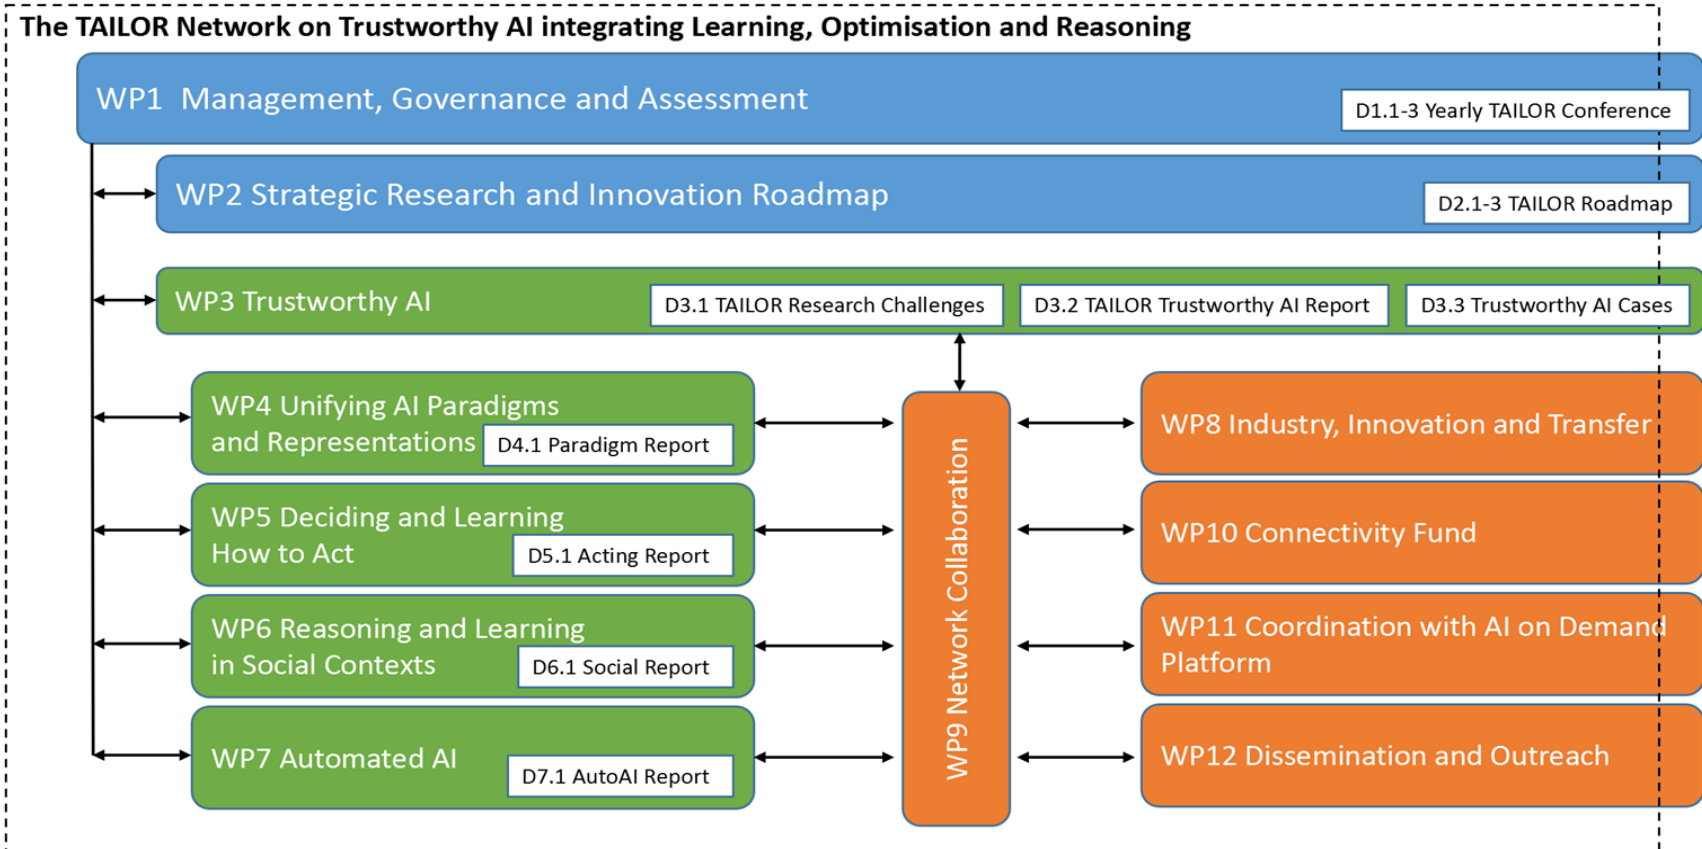 The TAILOR Network on Trustworthy AI integrating Learning, Optimisation and Reasoning
WP1 Management, Governance and Assessment
D1.1-3 Yearly TAILOR Conference
WP2 Strategic Research and Innovation Roadmap
D2.1-3 TAILOR Roadmap
WP3 Trustworthy AI
D3.1 TAILOR Research Challenges
D3.2 TAILOR Trustworthy AI Report
D3.3 Trustworthy AI Cases
WP4 Unifying AI Paradigms
and Representations
D4.1 Paradigm Report
WP5 Deciding and Learning
How to Act
D5.1 Acting Report
WP6 Reasoning and Learning
in Social Contexts
D6.1 Social Report
WP7 Automated AI
D7.1 AutoAI Report
WP9 Network Collaboration
WP8 Industry, Innovation and Transfer
WP10 Connectivity Fund
WP11 Coordination with AI on Demand
Platform
WP12 Dissemination and Outreach